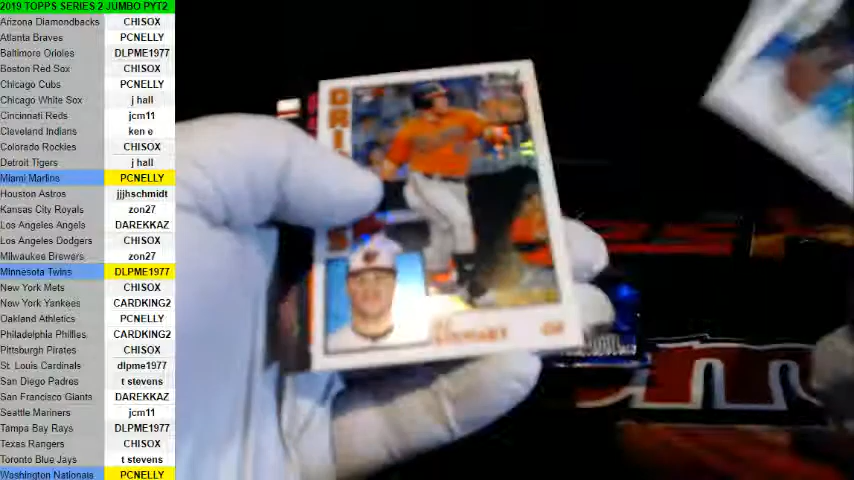 2019 TOPPS SERIES 2 JUMBO PYT2
Arizona Diamondbacks CHISOX
Atlanta Braves PCNELLY
Baltimore Orioles DLPME1977
Boston Red Sox CHISOX
Chicago Cubs PCNELLY
Chicago White Sox j hall
Cincinnati Reds jcm11
Cleveland Indians ken e
Colorado Rockies CHISOX
Detroit Tigers j hall
Miami Marlins PCNELLY
Houston Astros jjjhschmidt
Kansas City Royals zon27
Los Angeles Angels DAREKKAZ
Los Angeles Dodgers CHISOX
Milwaukee Brewers zon27
Minnesota Twins DLPME1977
New York Mets CHISOX
New York Yankees CARDKING2
Oakland Athletics PCNELLY
Philadelphia Phillies CARDKING2
Pittsburgh Pirates CHISOX
St. Louis Cardinals dlpme1977
San Diego Padres t stevens
San Francisco Giants DAREKKAZ
Seattle Mariners jcm11
Tampa Bay Rays DLPME1977
Texas Rangers CHISOX
Toronto Blue Jays t stevens
Washington Nationals PCNELLY